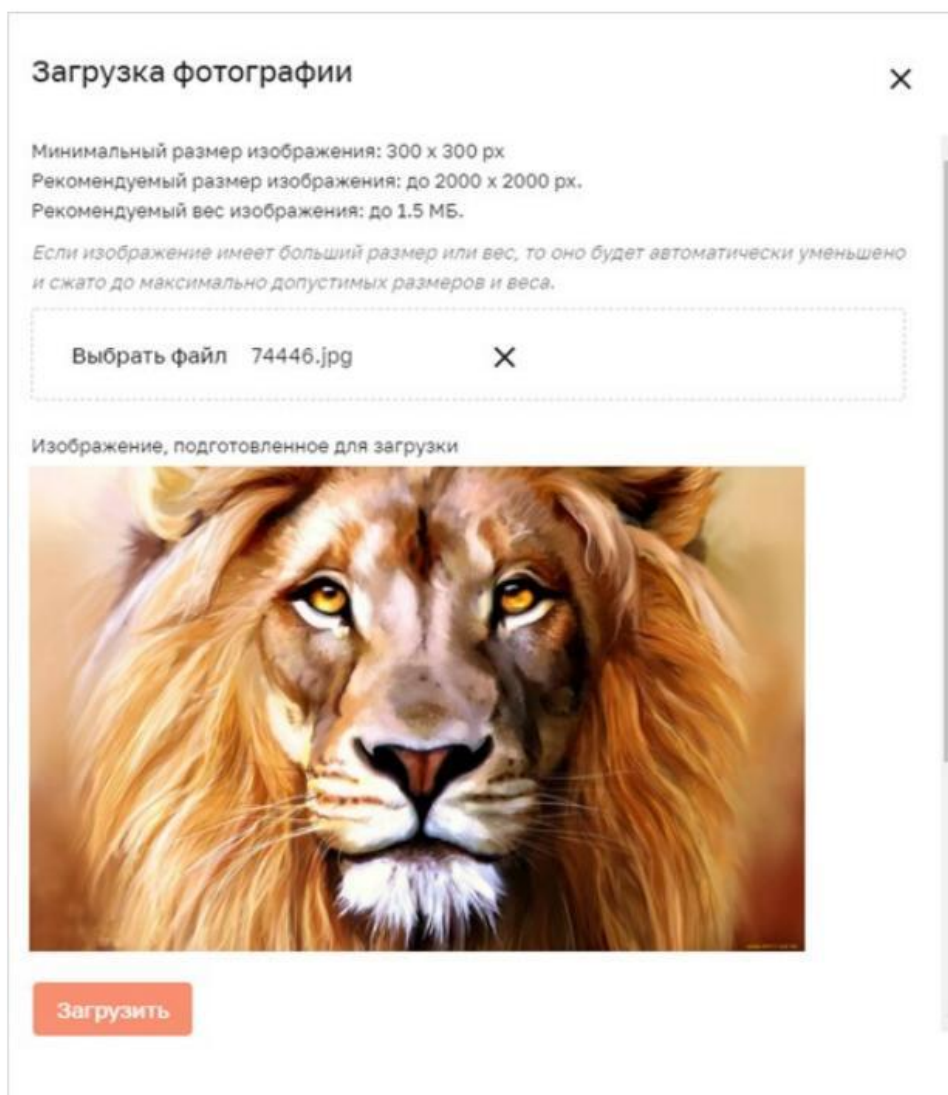 Загрузка фотографии
Минимальный размер изображения: 300 x 300 px
Рекомендуемый размер изображения: до 2000 x 2000 px.
Рекомендуемый вес изображения: до 1.5 МБ.
Если изображение имеет больший размер или вес, то оно будет автоматически уменьшено
и сжато до максимально допустимых размеров и веса.
Выбрать файл 74446.jpg
Изображение, подготовленное для загрузки
Загрузить